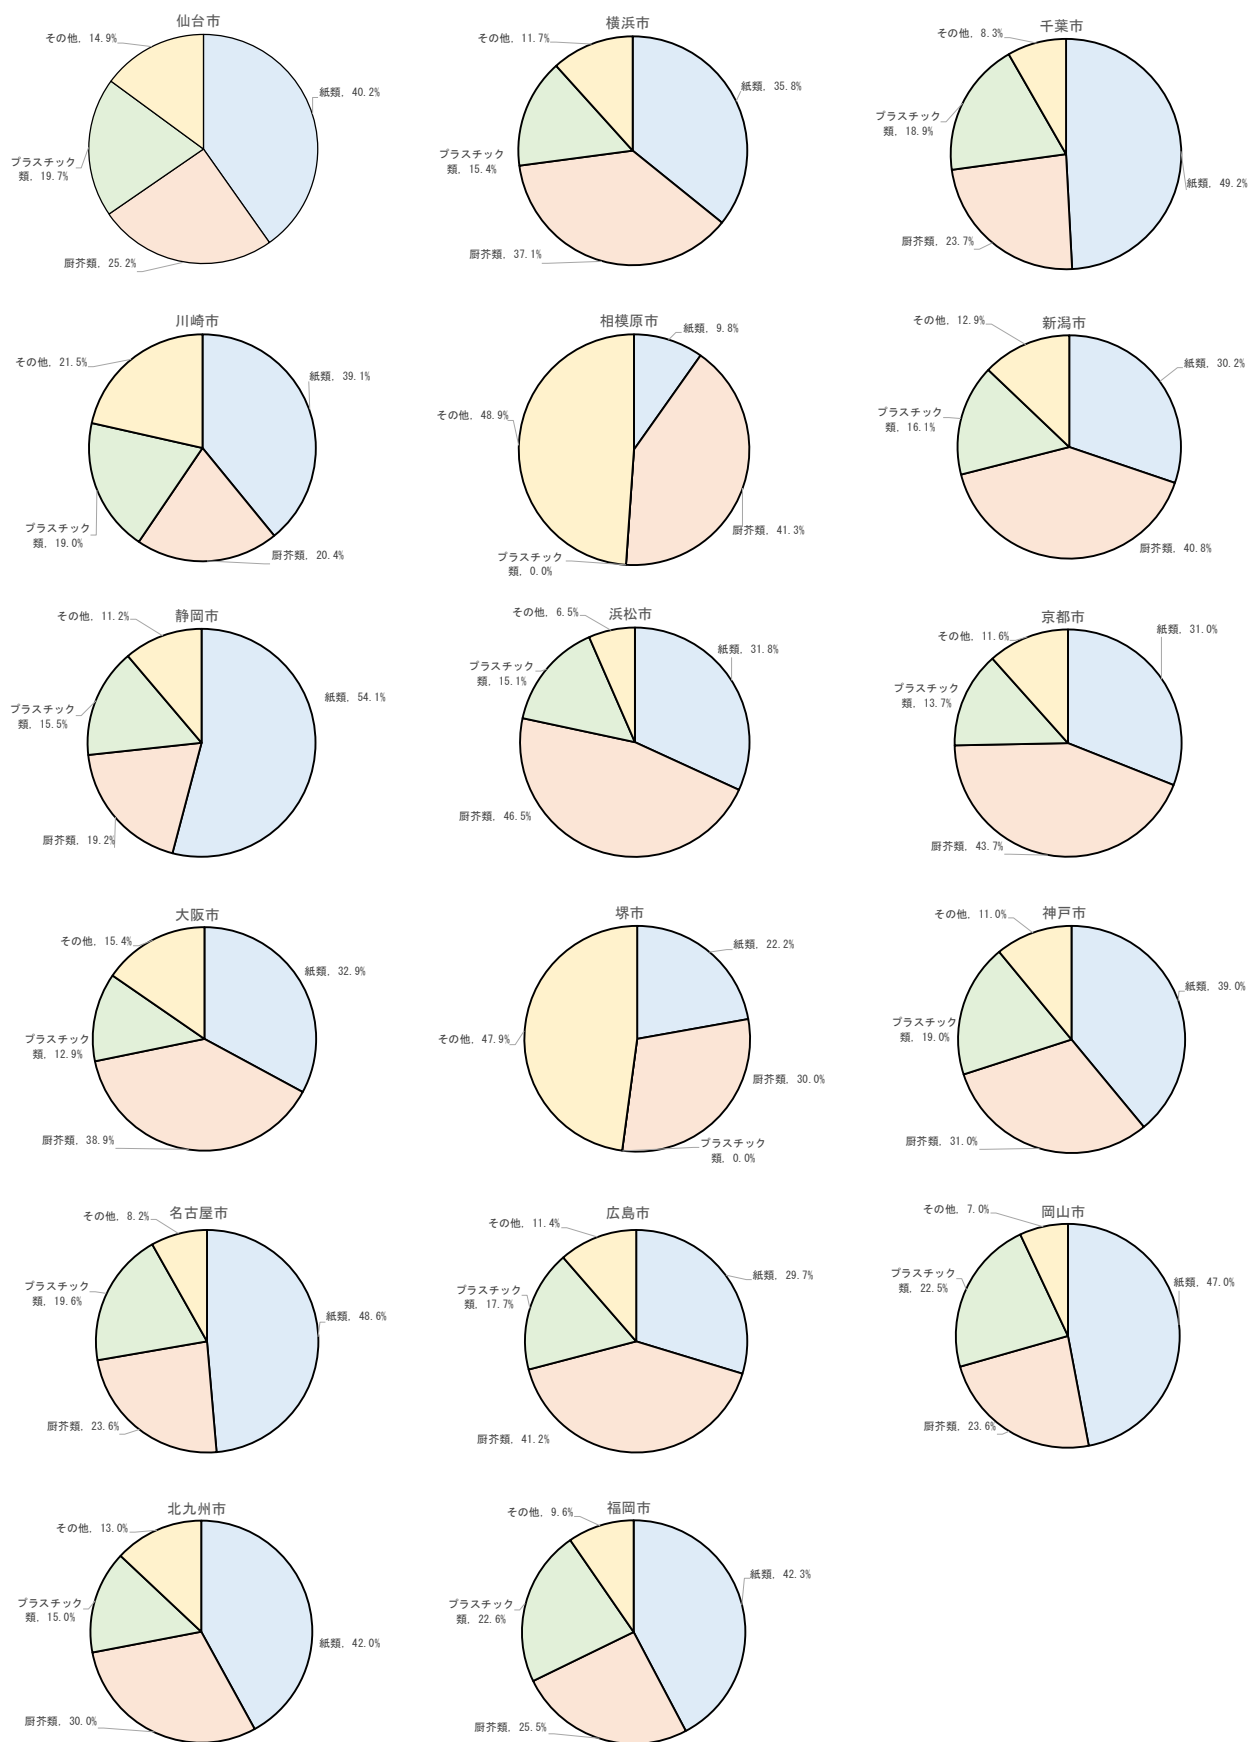 仙台市
その他, 14.9%
紙類, 40.2%
プラスチック
類, 19.7%
厨芥類, 25.2%
横浜市
その他, 11.7%
紙類, 35.8%
プラスチック
類, 15.4%
厨芥類, 37.1%
千葉市
その他, 8.3%
プラスチック
類, 18.9%
紙類, 49.2%
厨芥類, 23.7%
川崎市
その他, 21.5%
紙類, 39.1%
プラスチック
類, 19.0%
厨芥類, 20.4%
相模原市
紙類, 9.8%
その他, 48.9%
厨芥類, 41.3%
プラスチック
類, 0.0%
新潟市
その他, 12.9%
紙類, 30.2%
プラスチック
類, 16.1%
厨芥類, 40.8%
静岡市
その他, 11.2%
紙類, 54.1%
プラスチック
類, 15.5%
厨芥類, 19.2%
浜松市
その他, 6.5%
紙類, 31.8%
プラスチック
類, 15.1%
厨芥類, 46.5%
京都市
その他, 11.6%
紙類, 31.0%
プラスチック
類, 13.7%
厨芥類, 43.7%
大阪市
その他, 15.4%
紙類, 32.9%
プラスチック
類, 12.9%
厨芥類, 38.9%
堺市
紙類, 22.2%
その他, 47.9%
厨芥類, 30.0%
プラスチック
類, 0.0%
神戸市
その他, 11.0%
紙類, 39.0%
プラスチック
類, 19.0%
厨芥類, 31.0%
名古屋市
その他, 8.2%
プラスチック
類, 19.6%
紙類, 48.6%
厨芥類, 23.6%
広島市
その他, 11.4%
紙類, 29.7%
プラスチック
類, 17.7%
厨芥類, 41.2%
岡山市
その他, 7.0%
プラスチック
類, 22.5%
紙類, 47.0%
厨芥類, 23.6%
北九州市
その他, 13.0%
プラスチック
類, 15.0%
紙類, 42.0%
厨芥類, 30.0%
福岡市
その他, 9.6%
紙類, 42.3%
プラスチック
類, 22.6%
厨芥類, 25.5%